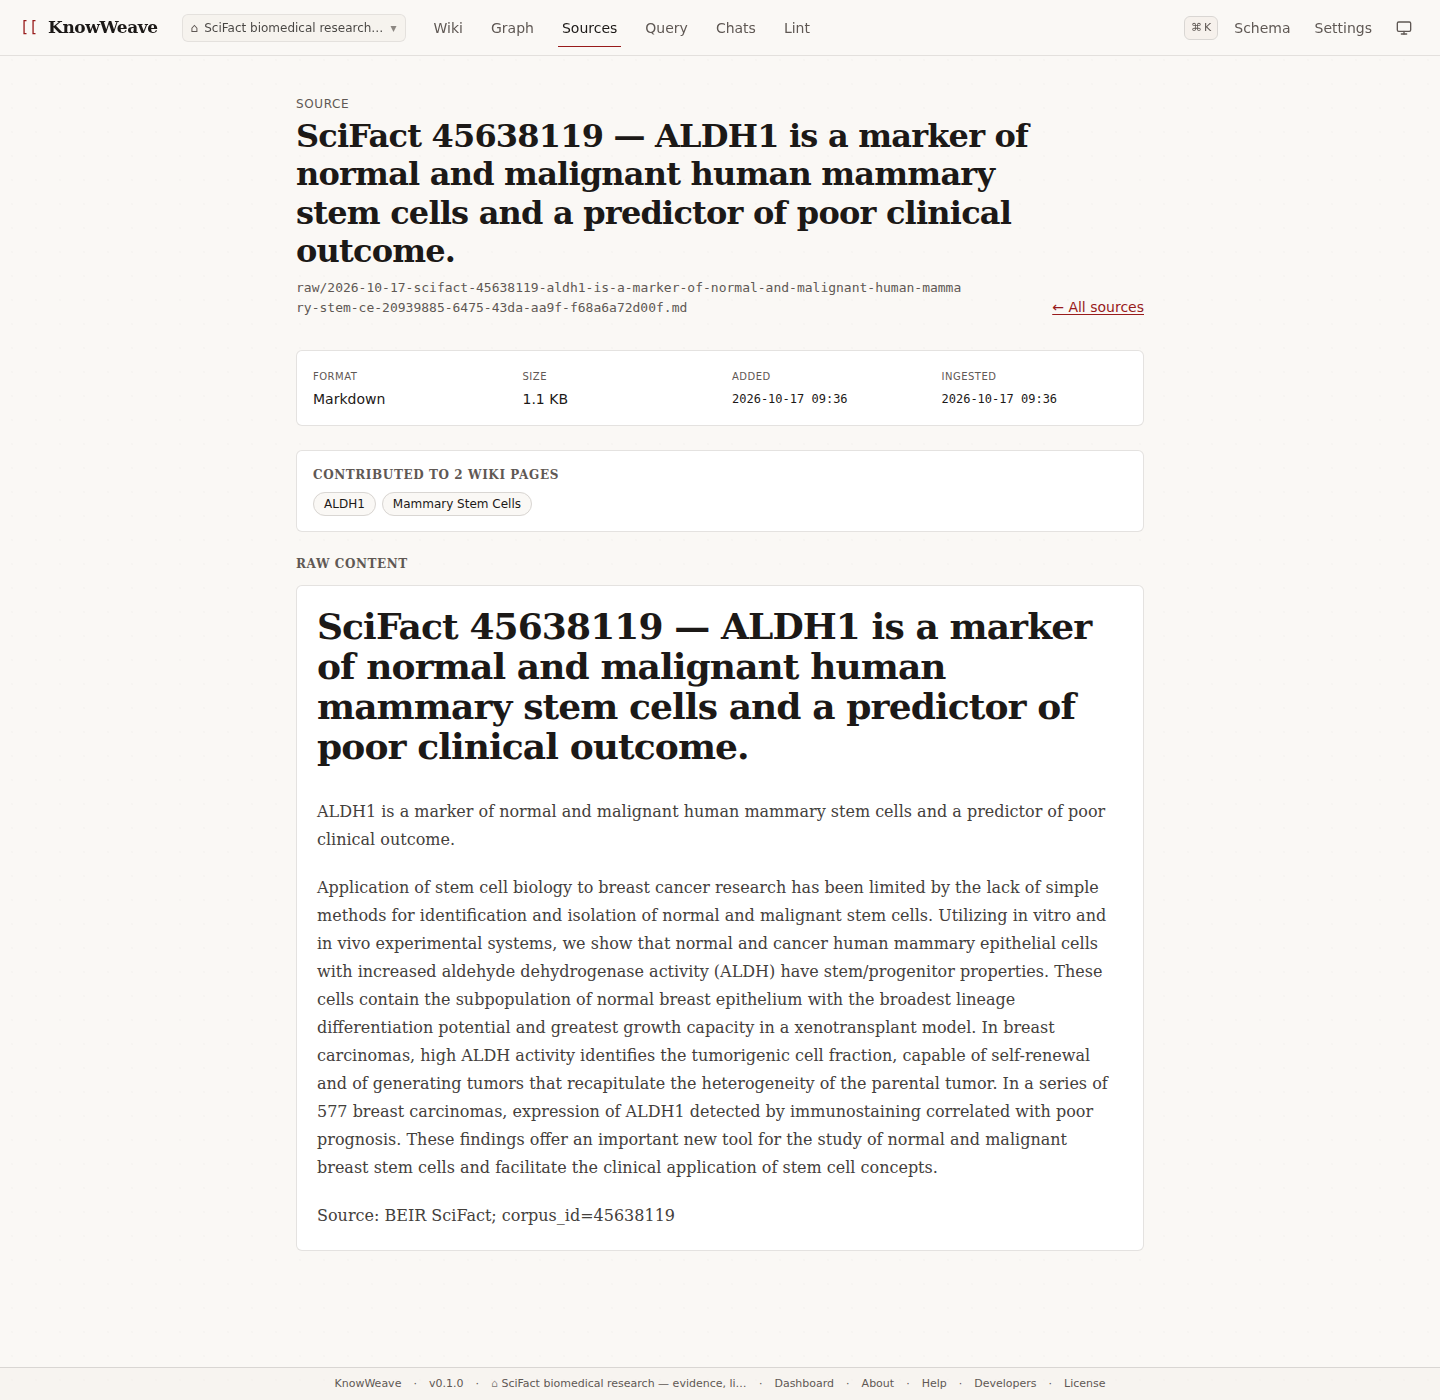 [[ KnowWeave
⌂ SciFact biomedical research… ▾
Wiki
Graph
Sources
Query
Chats
Lint
⌘K
Schema
Settings
SOURCE
SciFact 45638119 — ALDH1 is a marker of
normal and malignant human mammary
stem cells and a predictor of poor clinical
outcome.
raw/2026-10-17-scifact-45638119-aldh1-is-a-marker-of-normal-and-malignant-human-mamma
ry-stem-ce-20939885-6475-43da-aa9f-f68a6a72d00f.md
← All sources
FORMAT
Markdown
SIZE
1.1 KB
ADDED
2026-10-17 09:36
INGESTED
2026-10-17 09:36
CONTRIBUTED TO 2 WIKI PAGES
ALDH1
Mammary Stem Cells
RAW CONTENT
SciFact 45638119 — ALDH1 is a marker
of normal and malignant human
mammary stem cells and a predictor of
poor clinical outcome.
ALDH1 is a marker of normal and malignant human mammary stem cells and a predictor of poor
clinical outcome.
Application of stem cell biology to breast cancer research has been limited by the lack of simple
methods for identification and isolation of normal and malignant stem cells. Utilizing in vitro and
in vivo experimental systems, we show that normal and cancer human mammary epithelial cells
with increased aldehyde dehydrogenase activity (ALDH) have stem/progenitor properties. These
cells contain the subpopulation of normal breast epithelium with the broadest lineage
differentiation potential and greatest growth capacity in a xenotransplant model. In breast
carcinomas, high ALDH activity identifies the tumorigenic cell fraction, capable of self-renewal
and of generating tumors that recapitulate the heterogeneity of the parental tumor. In a series of
577 breast carcinomas, expression of ALDH1 detected by immunostaining correlated with poor
prognosis. These findings offer an important new tool for the study of normal and malignant
breast stem cells and facilitate the clinical application of stem cell concepts.
Source: BEIR SciFact; corpus_id=45638119
KnowWeave · v0.1.0 · ⌂ SciFact biomedical research — evidence, li… · Dashboard · About · Help · Developers · License